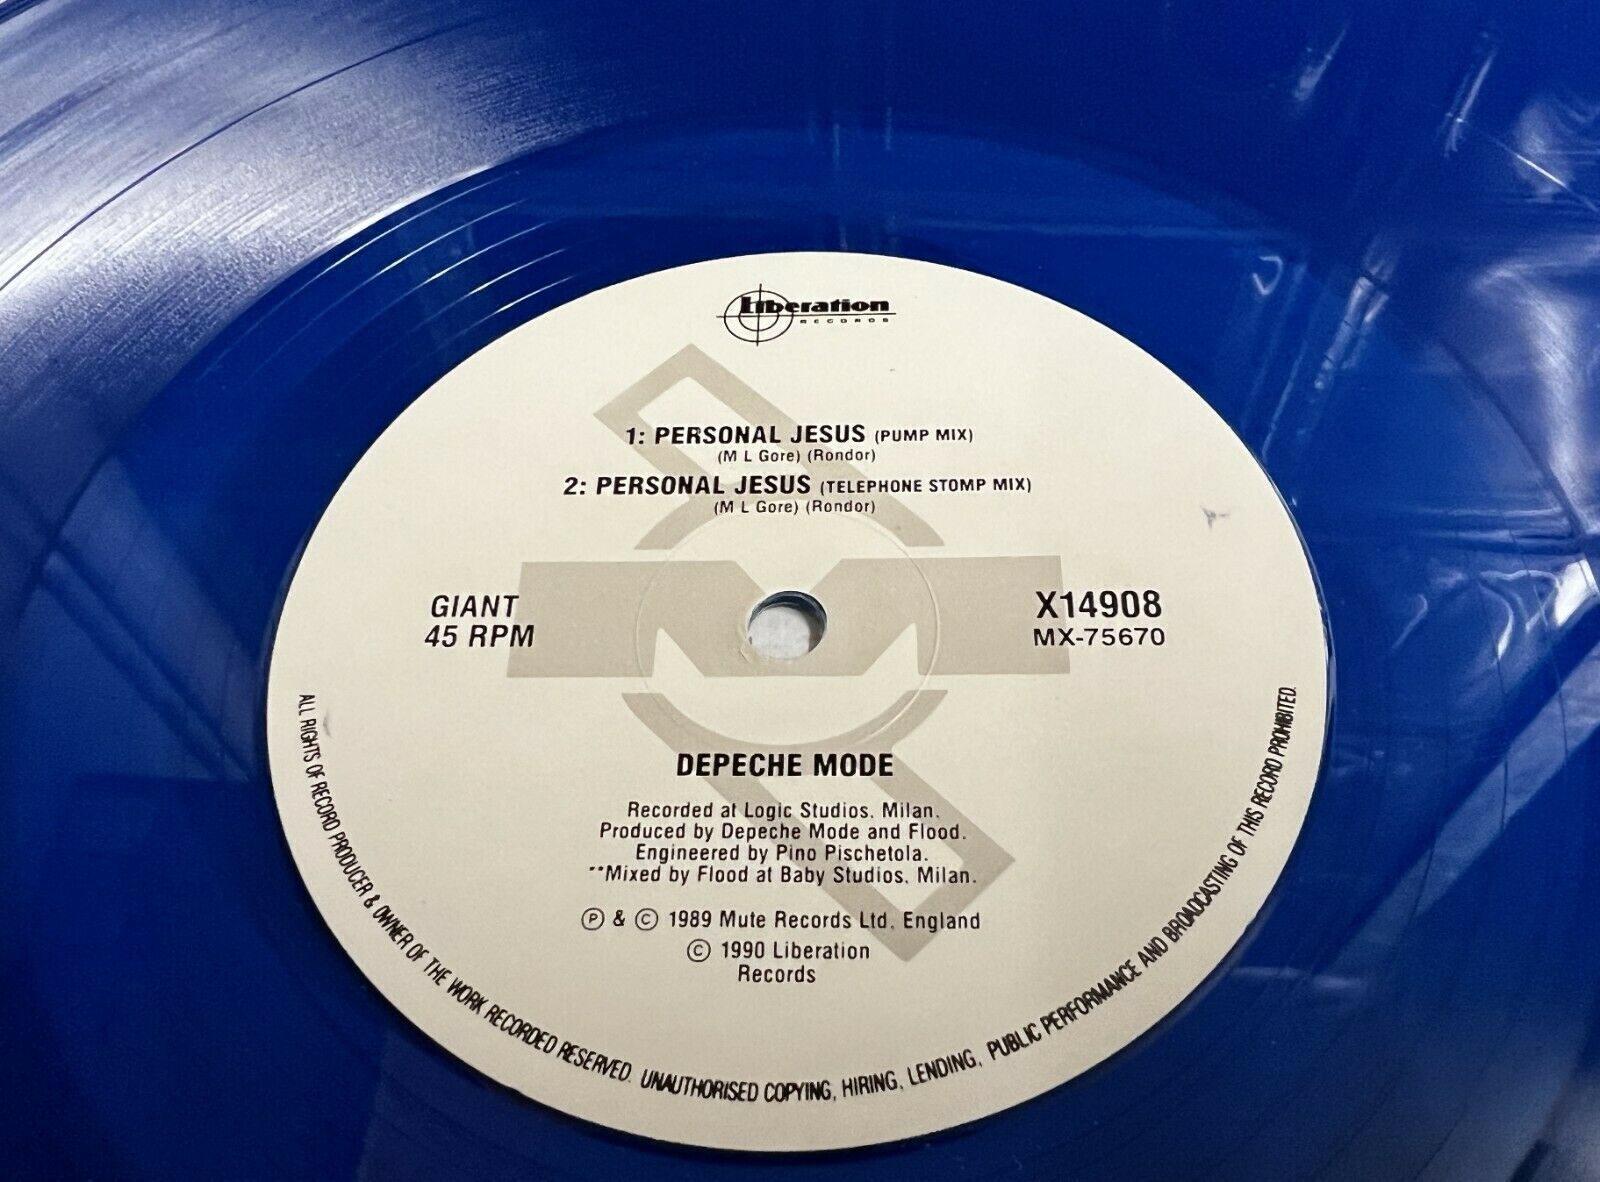 Liberation
RECORDS
1: PERSONAL JESUS (PUMP MIX)
(M L Gore) (Rondor)
2: PERSONAL JESUS (TELEPHONE STOMP MIX)
(M L Gore) (Rondor)
GIANT
45 RPM
X14908
MX-75670
DEPECHE MODE
Recorded at Logic Studios, Milan.
Produced by Depeche Mode and Flood.
Engineered by Pino Pischetola.
**Mixed by Flood at Baby Studios, Milan.
Ⓟ & © 1989 Mute Records Ltd, England
© 1990 Liberation
Records
ALL RIGHTS OF RECORD PRODUCER & OWNER OF THE WORK RECORDED RESERVED. UNAUTHORISED COPYING, HIRING, LENDING, PUBLIC PERFORMANCE AND BROADCASTING OF THIS RECORD PROHIBITED.